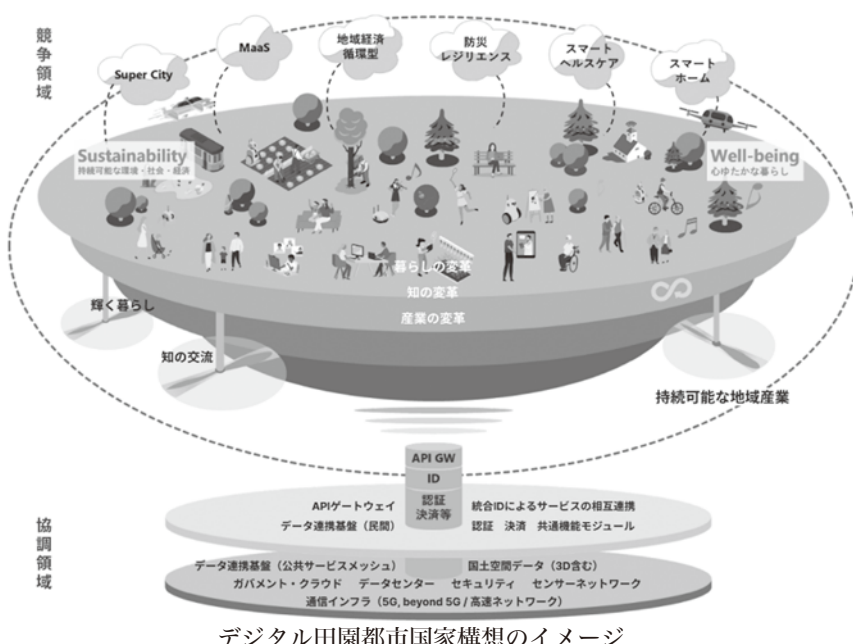 競争領域
Super City
MaaS
地域経済
循環型
防災
レジリエンス
スマート
ヘルスケア
スマート
ホーム
Sustainability
持続可能な環境・社会・経済
Well-being
心ゆたかな暮らし
暮らしの変革
知の変革
産業の変革
輝く暮らし
知の交流
持続可能な地域産業
協調領域
API GW
ID
認証
決済等
APIゲートウェイ
統合IDによるサービスの相互連携
データ連携基盤（民間）
認証 決済 共通機能モジュール
データ連携基盤（公共サービスメッシュ）
国土空間データ（3D含む）
ガバメント・クラウド データセンター セキュリティ センサーネットワーク
通信インフラ（5G, beyond 5G / 高速ネットワーク）
デジタル田園都市国家構想のイメージ